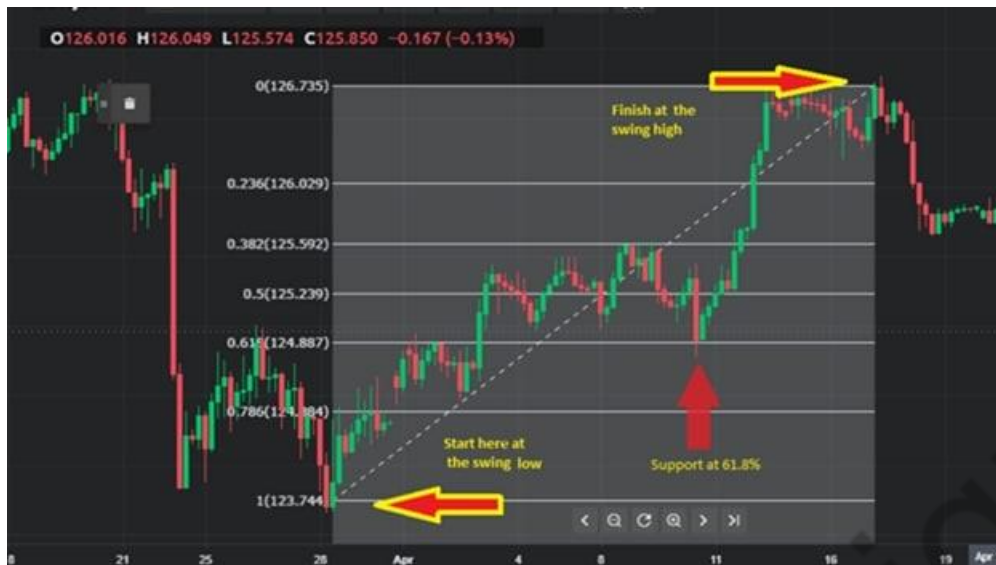 O126.016 H126.049 L125.574 C125.850 −0.167 (−0.13%)
0(126.735)
Finish at the
swing high
0.236(126.029)
0.382(125.592)
0.5(125.239)
0.618(124.887)
0.786(124.384)
Start here at
the swing low
Support at 61.8%
1(123.744)
21 25 28 Apr 4 8 11 16 19 Apr